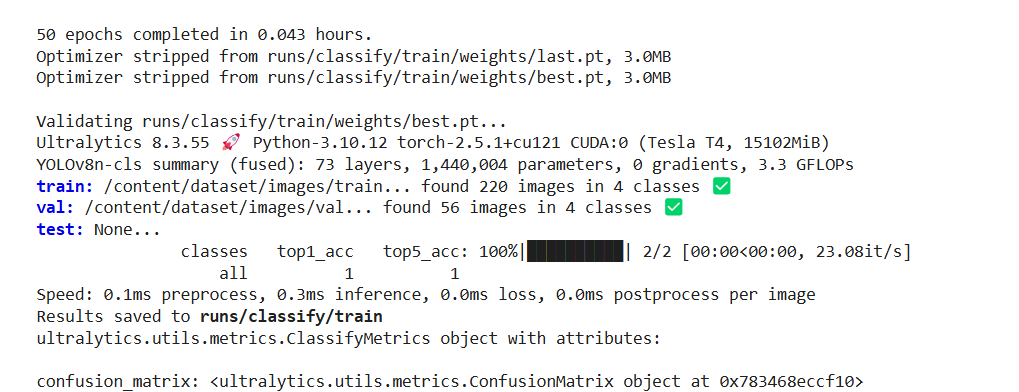 50 epochs completed in 0.043 hours.
Optimizer stripped from runs/classify/train/weights/last.pt, 3.0MB
Optimizer stripped from runs/classify/train/weights/best.pt, 3.0MB
Validating runs/classify/train/weights/best.pt...
Ultralytics 8.3.55 🚀 Python-3.10.12 torch-2.5.1+cu121 CUDA:0 (Tesla T4, 15102MiB)
YOLOv8n-cls summary (fused): 73 layers, 1,440,004 parameters, 0 gradients, 3.3 GFLOPs
train: /content/dataset/images/train... found 220 images in 4 classes ✅
val: /content/dataset/images/val... found 56 images in 4 classes ✅
test: None...
classes top1_acc top5_acc: 100%|██████████| 2/2 [00:00<00:00, 23.08it/s]
all 1 1
Speed: 0.1ms preprocess, 0.3ms inference, 0.0ms loss, 0.0ms postprocess per image
Results saved to runs/classify/train
ultralytics.utils.metrics.ClassifyMetrics object with attributes:
confusion_matrix: <ultralytics.utils.metrics.ConfusionMatrix object at 0x783468eccf10>